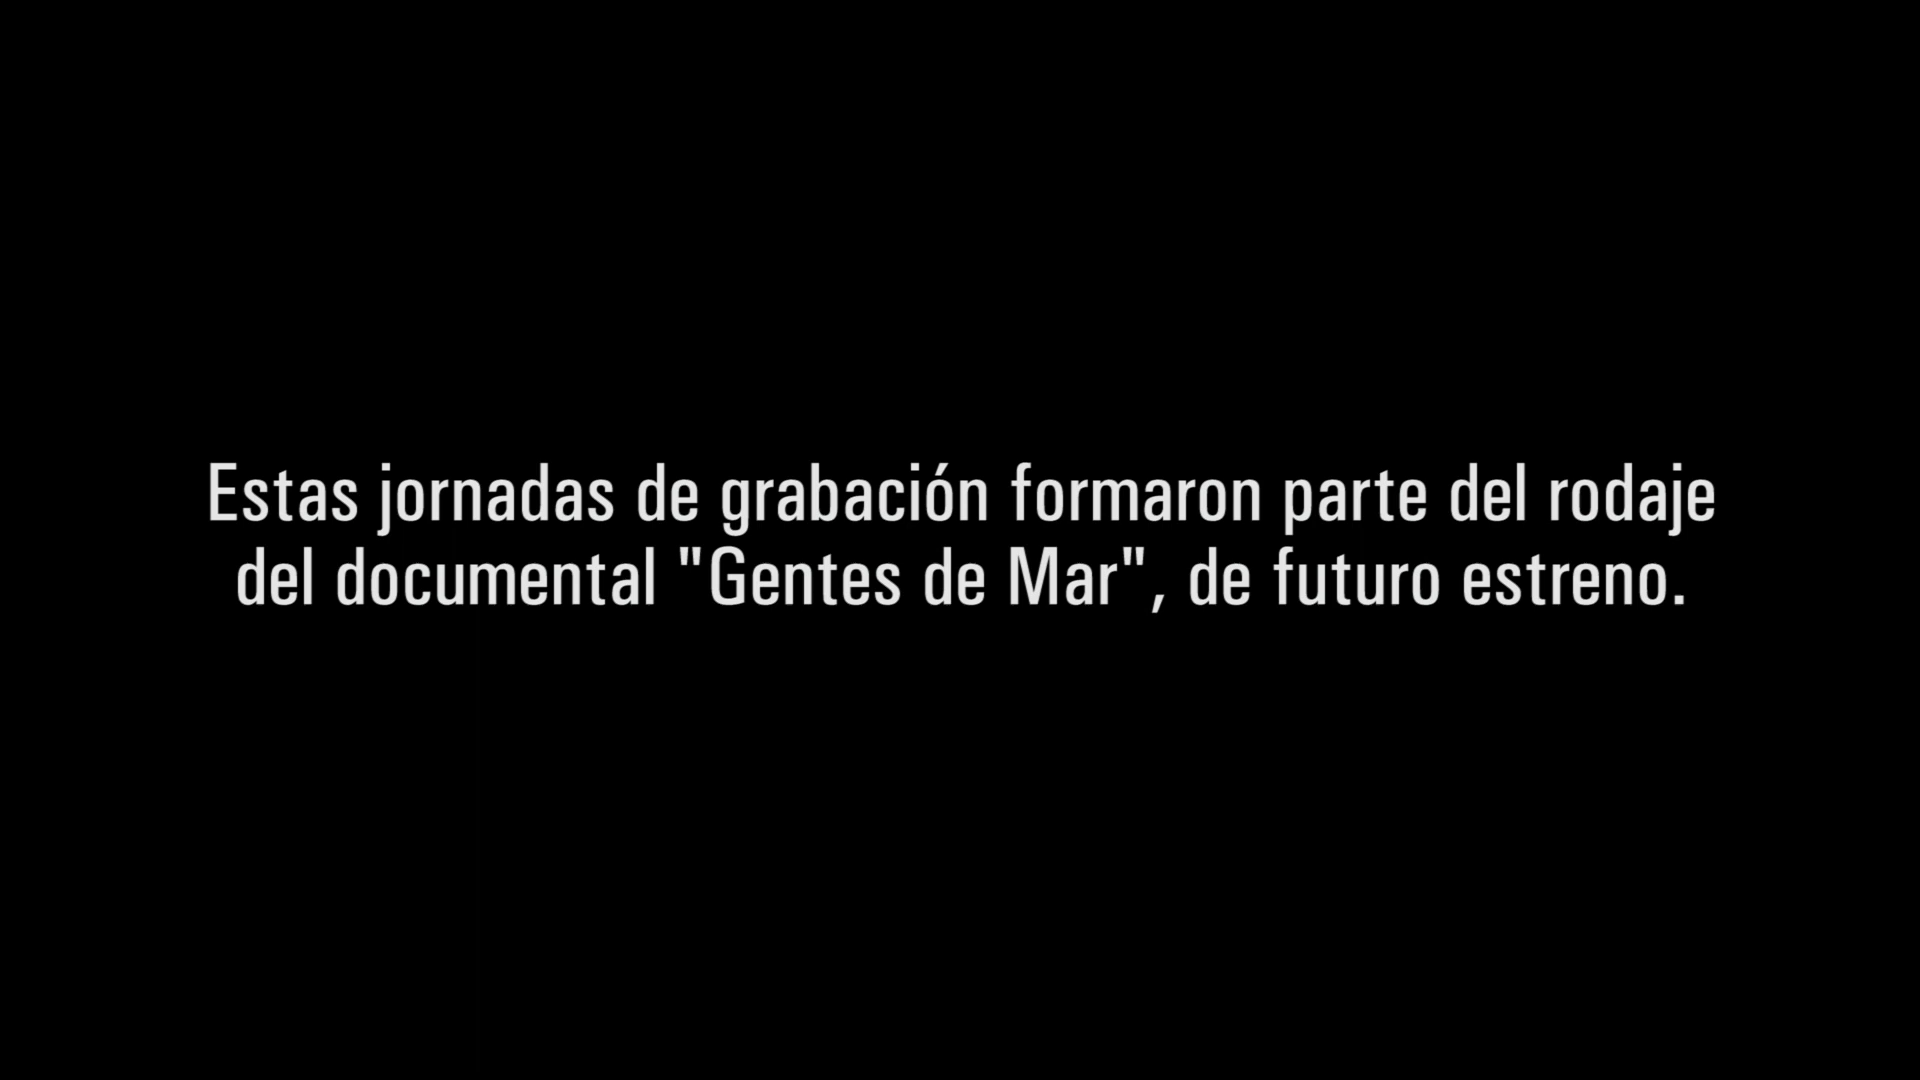 Estas jornadas de grabación formaron parte del rodaje
del documental "Gentes de Mar", de futuro estreno.